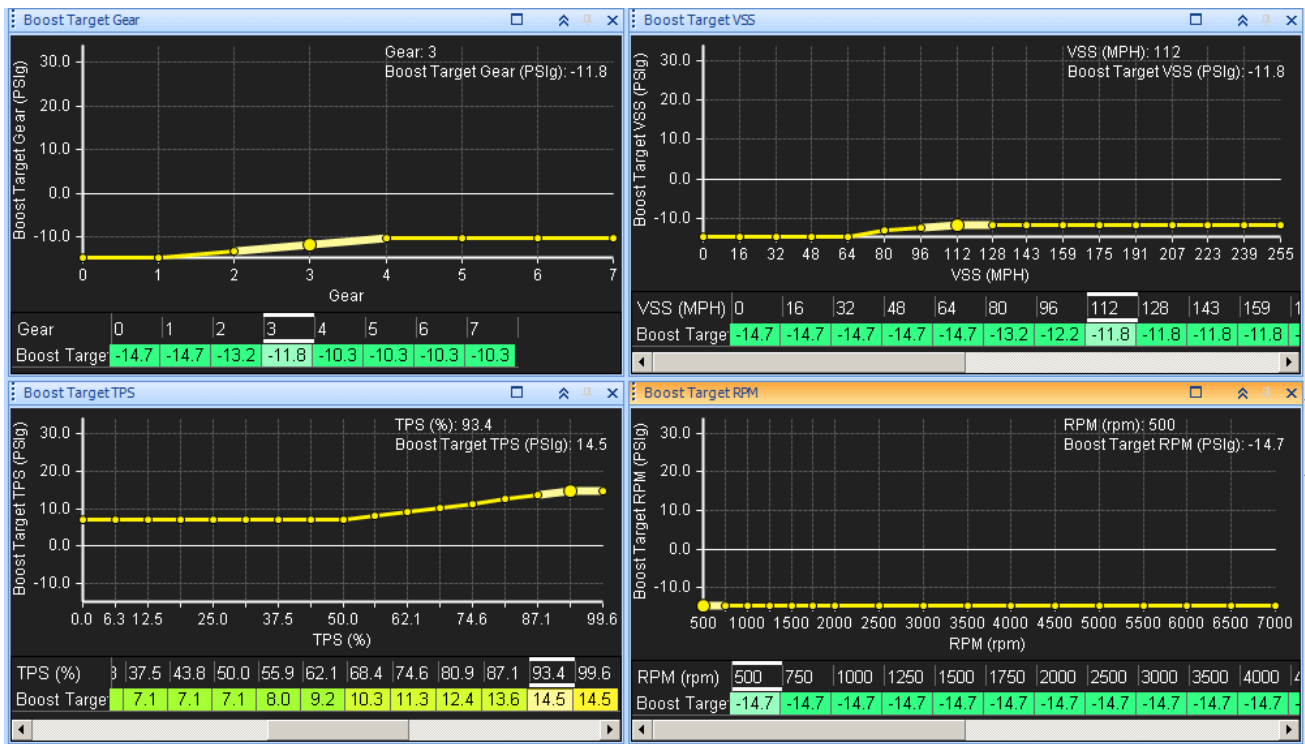 Boost Target Gear
Gear: 3
Boost Target Gear (PSIg): -11.8
Boost Target Gear (PSIg)
30.0
20.0
10.0
0.0
-10.0
0 1 2 3 4 5 6 7
Gear
Gear 0 1 2 3 4 5 6 7
Boost Targe -14.7 -14.7 -13.2 -11.8 -10.3 -10.3 -10.3 -10.3
Boost Target VSS
VSS (MPH): 112
Boost Target VSS (PSIg): -11.8
Boost Target VSS (PSIg)
30.0
20.0
10.0
0.0
-10.0
0 16 32 48 64 80 96 112 128 143 159 175 191 207 223 239 255
VSS (MPH)
VSS (MPH) 0 16 32 48 64 80 96 112 128 143 159 1
Boost Targe -14.7 -14.7 -14.7 -14.7 -14.7 -13.2 -12.2 -11.8 -11.8 -11.8 -11.8 -
Boost Target TPS
TPS (%): 93.4
Boost Target TPS (PSIg): 14.5
Boost Target TPS (PSIg)
30.0
20.0
10.0
0.0
-10.0
0.0 6.3 12.5 25.0 37.5 50.0 62.1 74.6 87.1 99.6
TPS (%)
TPS (%) 37.5 43.8 50.0 55.9 62.1 68.4 74.6 80.9 87.1 93.4 99.6
Boost Targe 7.1 7.1 7.1 8.0 9.2 10.3 11.3 12.4 13.6 14.5 14.5
Boost Target RPM
RPM (rpm): 500
Boost Target RPM (PSIg): -14.7
Boost Target RPM (PSIg)
30.0
20.0
10.0
0.0
-10.0
500 1000 1500 2000 2500 3000 3500 4000 4500 5000 5500 6000 6500 7000
RPM (rpm)
RPM (rpm) 500 750 1000 1250 1500 1750 2000 2500 3000 3500 4000 4
Boost Targe -14.7 -14.7 -14.7 -14.7 -14.7 -14.7 -14.7 -14.7 -14.7 -14.7 -14.7 -